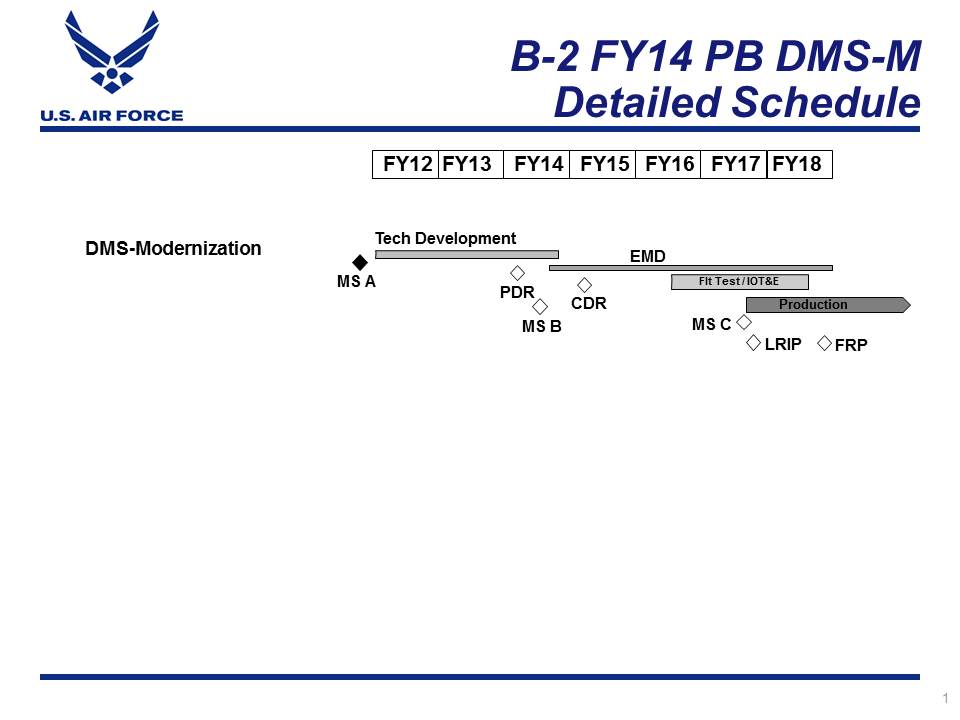 B-2 FY14 PB DMS-M
Detailed Schedule
U.S. AIR FORCE
FY12 FY13 FY14 FY15 FY16 FY17 FY18
DMS-Modernization
Tech Development
EMD
MS A
Flt Test / IOT&E
PDR
CDR
Production
MS B
MS C
LRIP
FRP
1